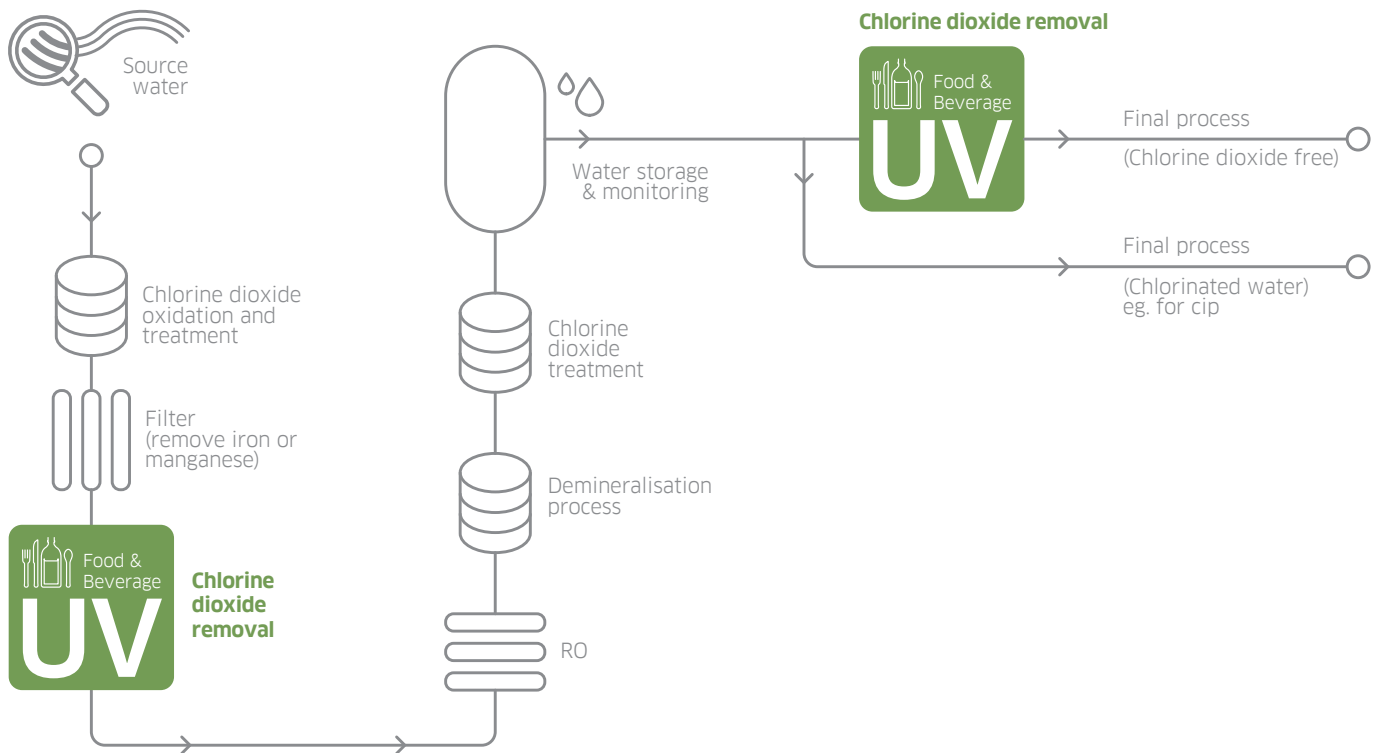 Source
water
Chlorine dioxide
oxidation and
treatment
Filter
(remove iron or
manganese)
Food &
Beverage
UV
Chlorine
dioxide
removal
RO
Demineralisation
process
Chlorine
dioxide
treatment
Water storage
& monitoring
Chlorine dioxide removal
Food &
Beverage
UV
Final process
(Chlorine dioxide free)
Final process
(Chlorinated water)
eg. for cip